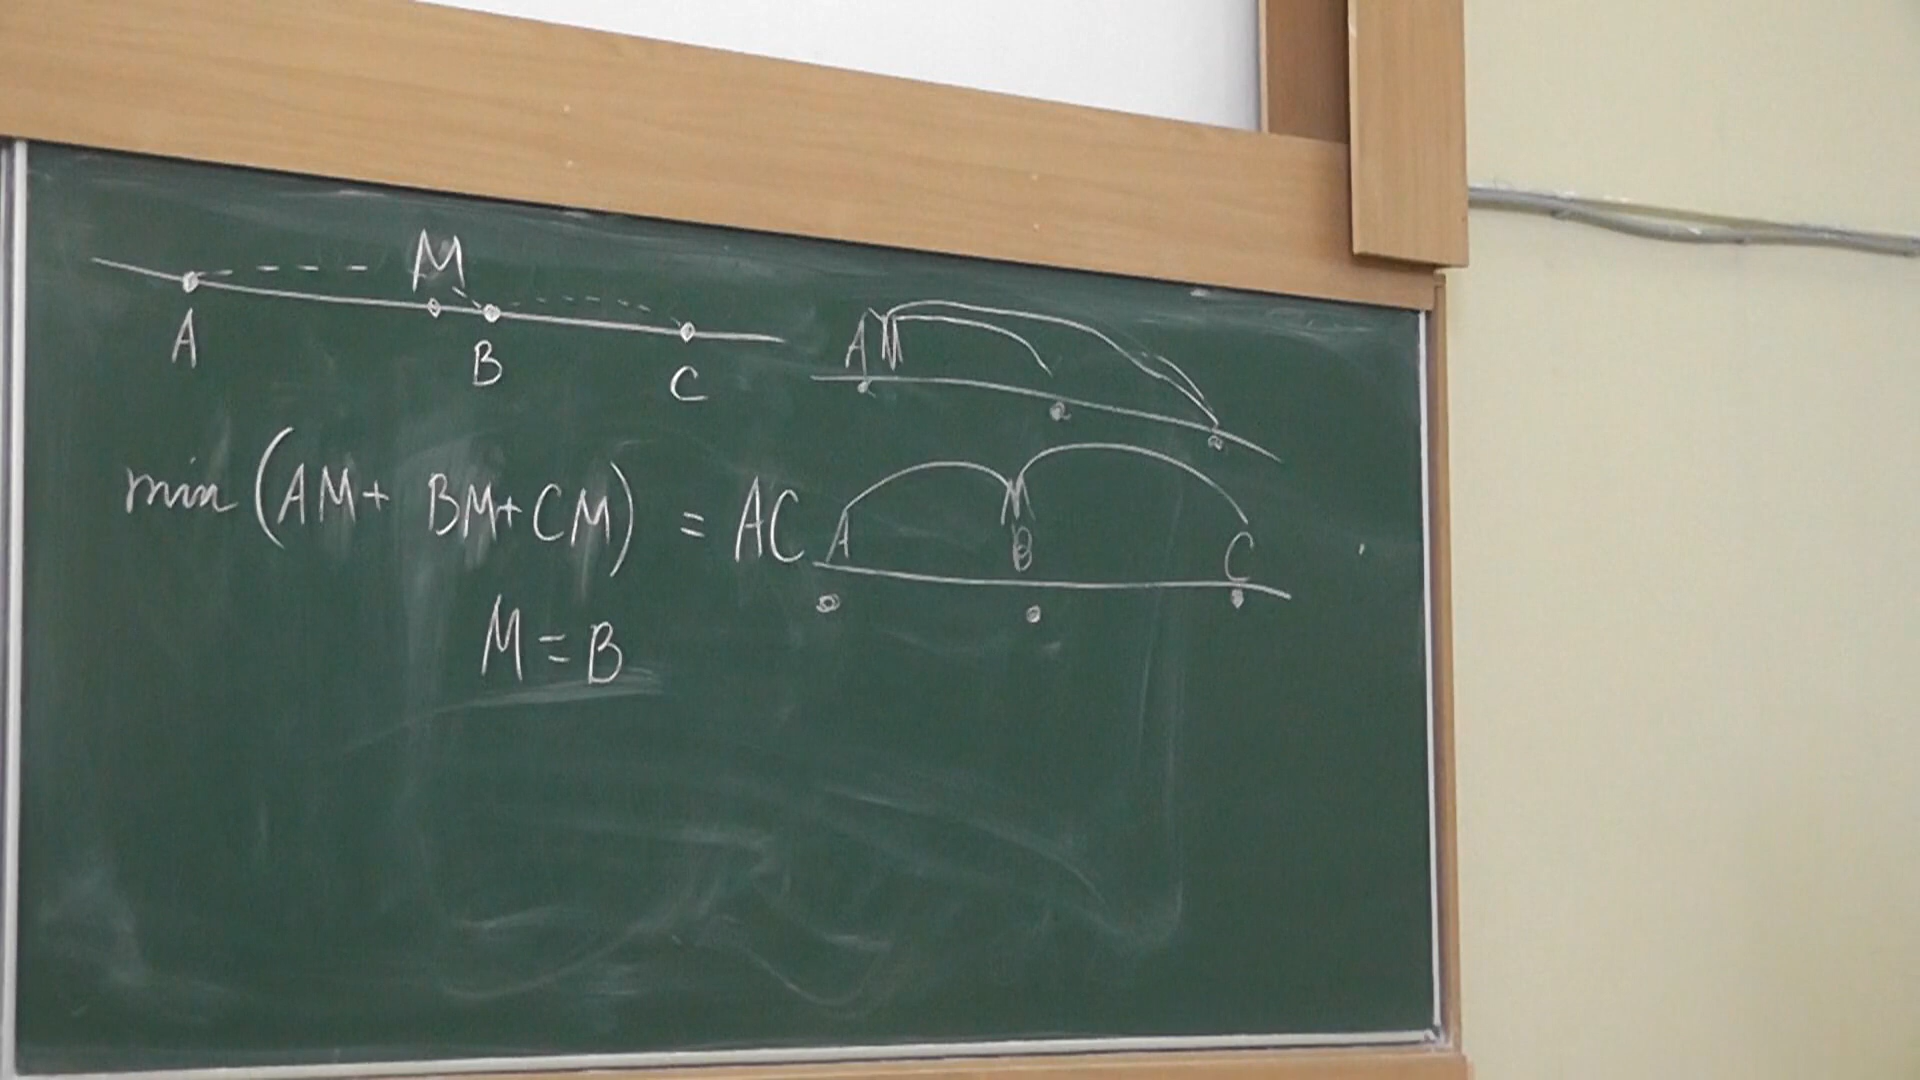 M
A B C
min (AM+ BM+CM) = AC
M = B
A M
M
A B C